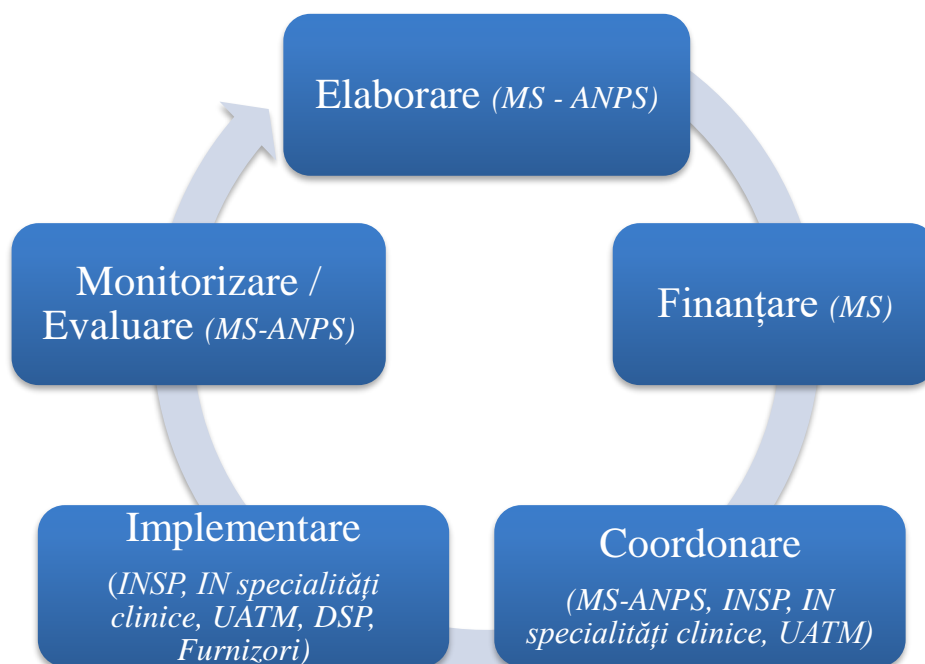 Elaborare (MS - ANPS)
Finanțare (MS)
Coordonare
(MS-ANPS, INSP, IN
specialități clinice, UATM)
Implementare
(INSP, IN specialități
clinice, UATM, DSP,
Furnizori)
Monitorizare /
Evaluare (MS-ANPS)